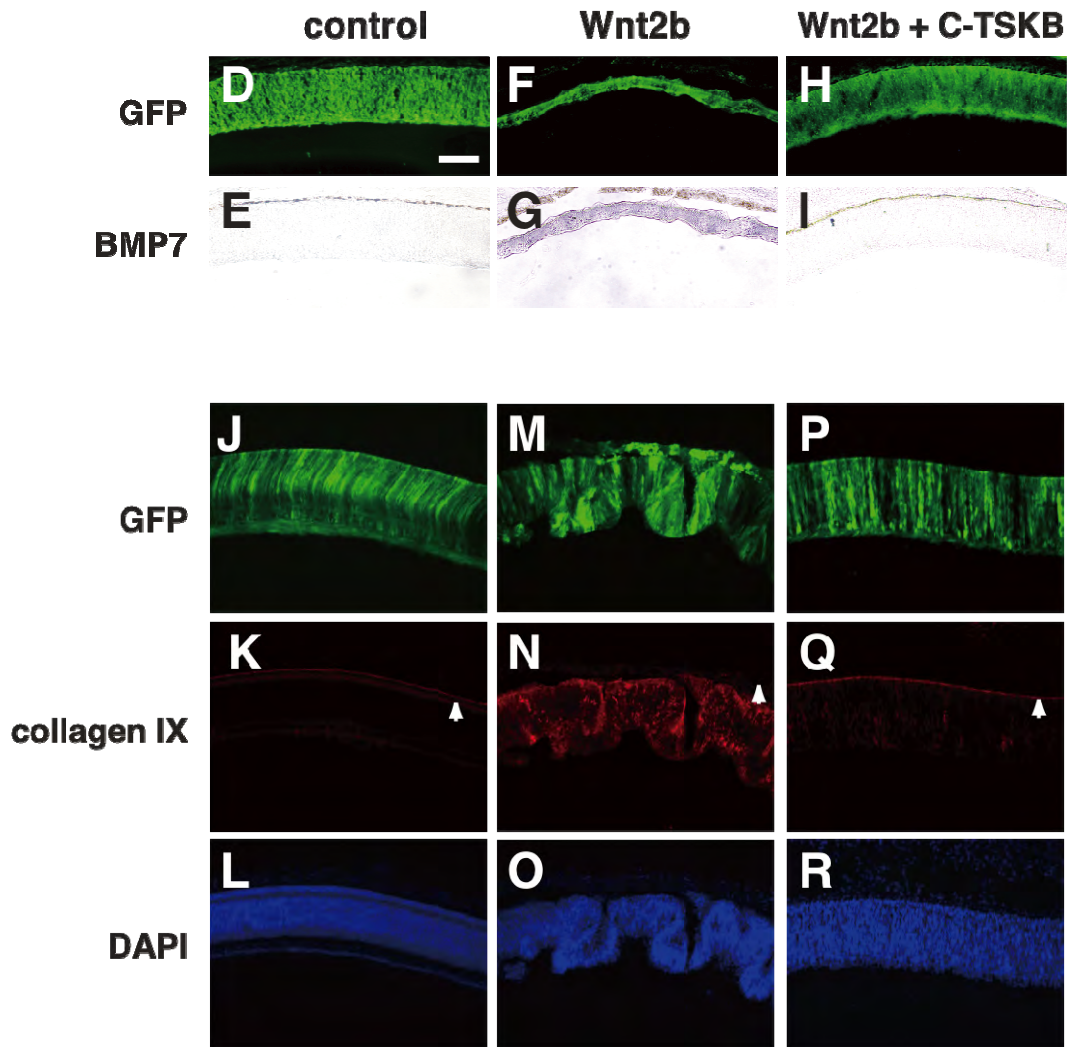 control Wnt2b Wnt2b + C-TSKB
GFP D F H
BMP7 E G I
GFP J M P
collagen IX K N Q
DAPI L O R